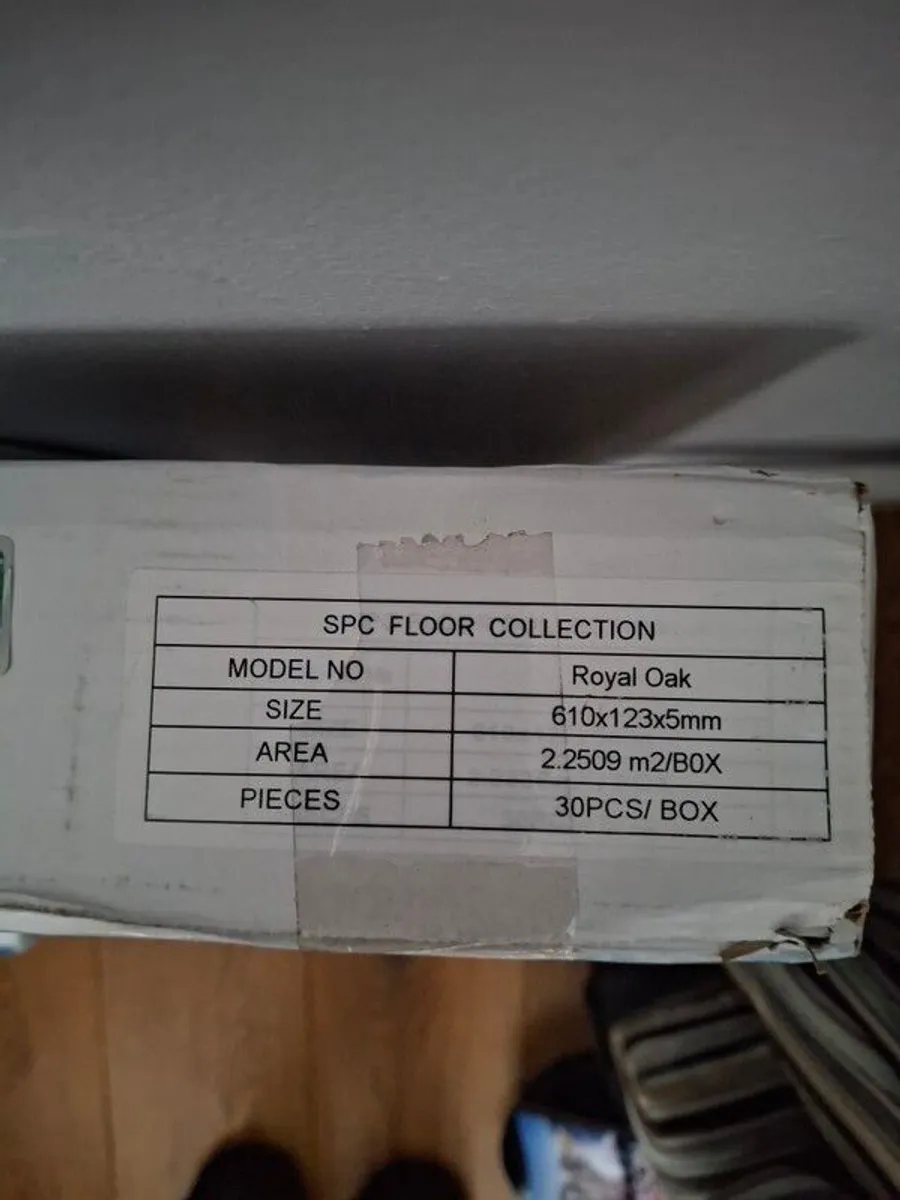 SPC FLOOR COLLECTION
MODEL NO Royal Oak
SIZE 610x123x5mm
AREA 2.2509 m2/B0X
PIECES 30PCS/ BOX